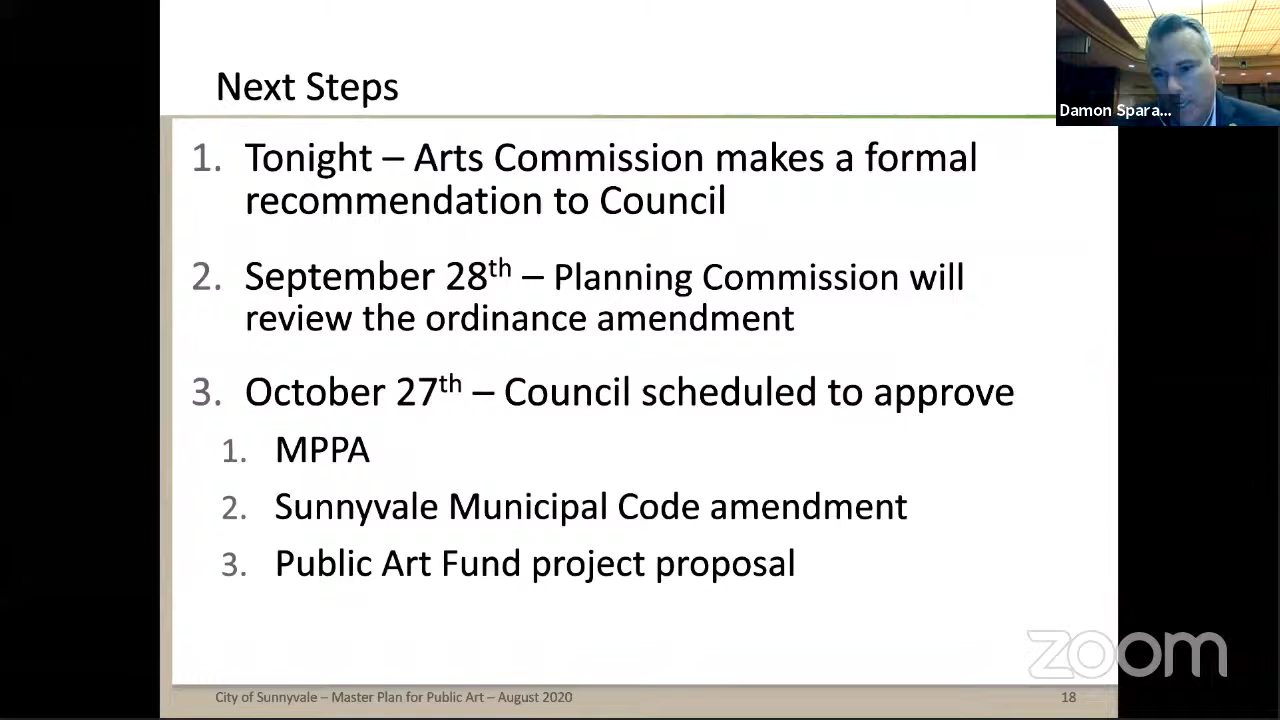 Next Steps
Damon Spara...
1. Tonight – Arts Commission makes a formal
recommendation to Council
2. September 28th – Planning Commission will
review the ordinance amendment
3. October 27th – Council scheduled to approve
1. MPPA
2. Sunnyvale Municipal Code amendment
3. Public Art Fund project proposal
zoom
City of Sunnyvale – Master Plan for Public Art – August 2020
18